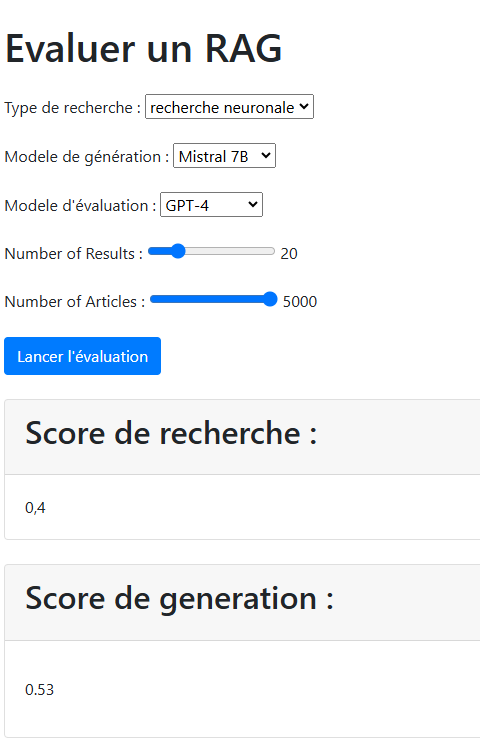 Evaluer un RAG
Type de recherche : recherche neuronale
Modele de génération : Mistral 7B
Modele d'évaluation : GPT-4
Number of Results : 20
Number of Articles : 5000
Lancer l'évaluation
Score de recherche :
0,4
Score de generation :
0.53